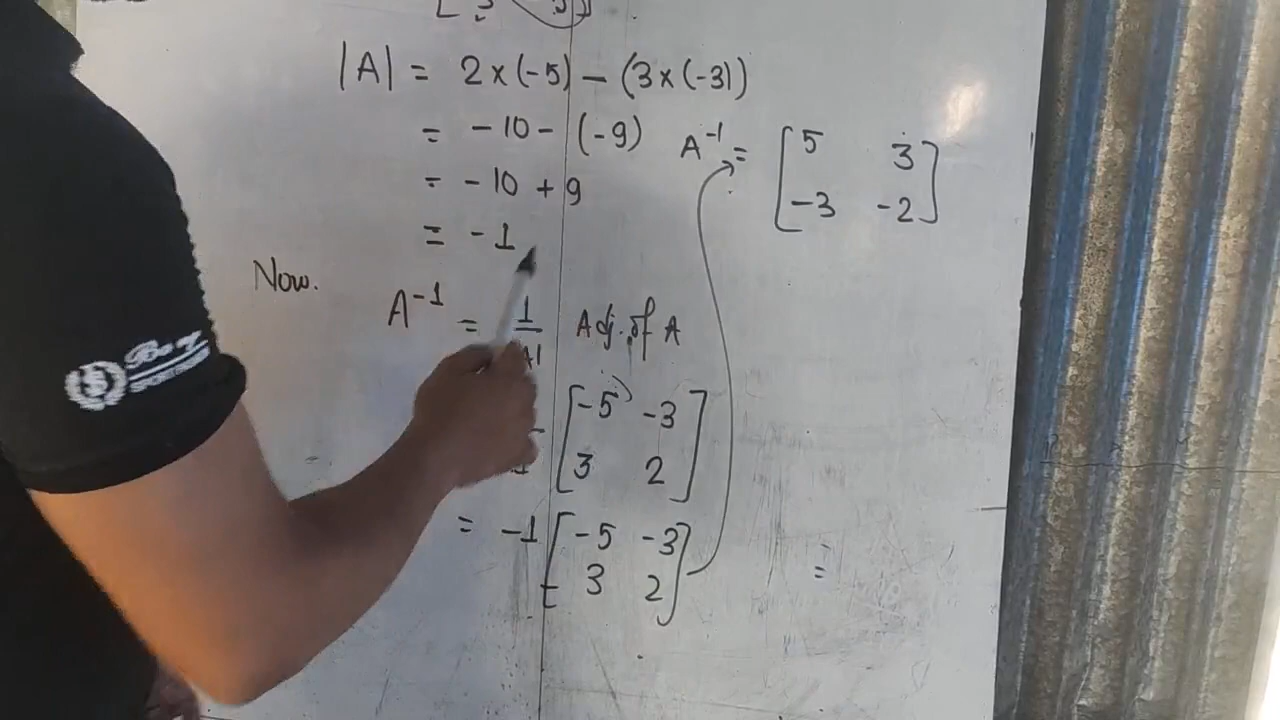 |A| = 2×(-5) - (3×(-3))
= -10 - (-9)
= -10 + 9
= -1
A⁻¹ = [5 3
-3 -2]
Now.
A⁻¹ = 1/|A| Adj. of A
[-5 -3
3 2]
= -1 [-5 -3
3 2]
=